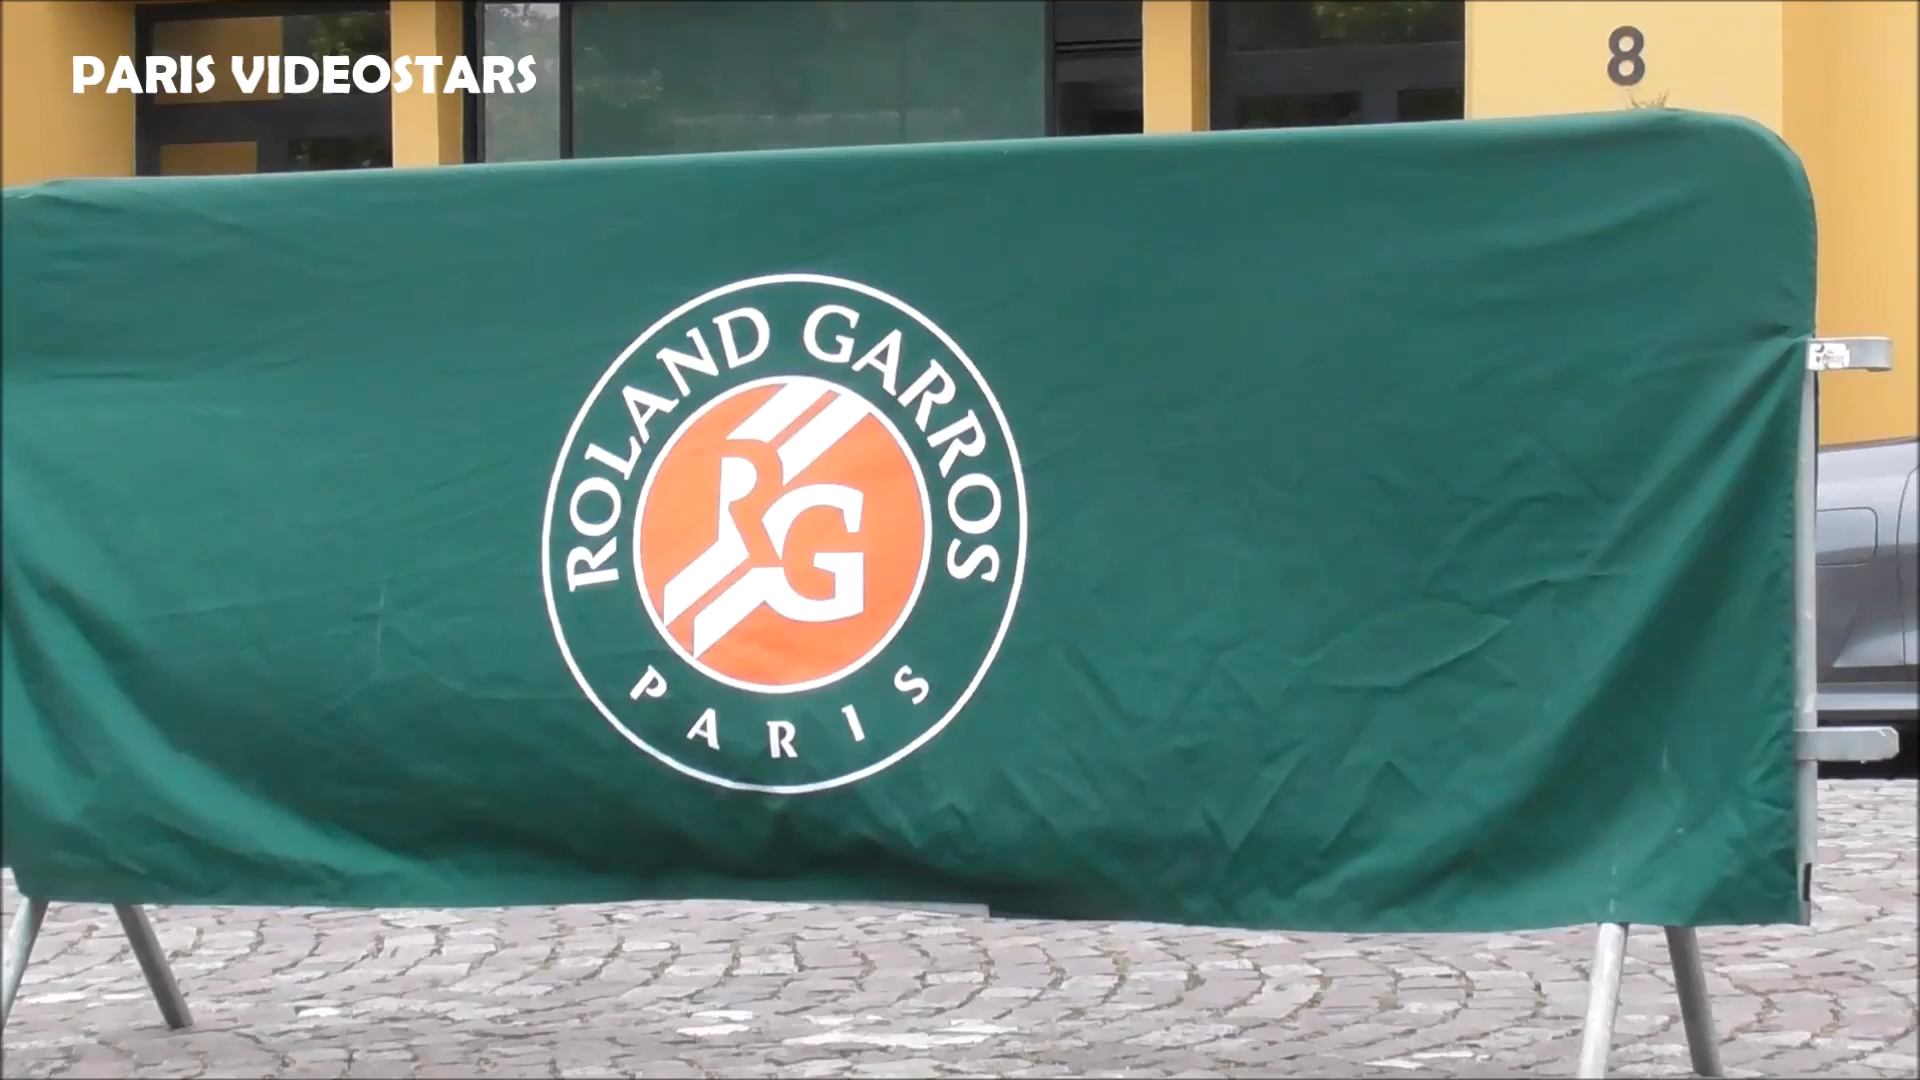 PARIS VIDEOSTARS
8
ROLAND GARROS
RG
PARIS